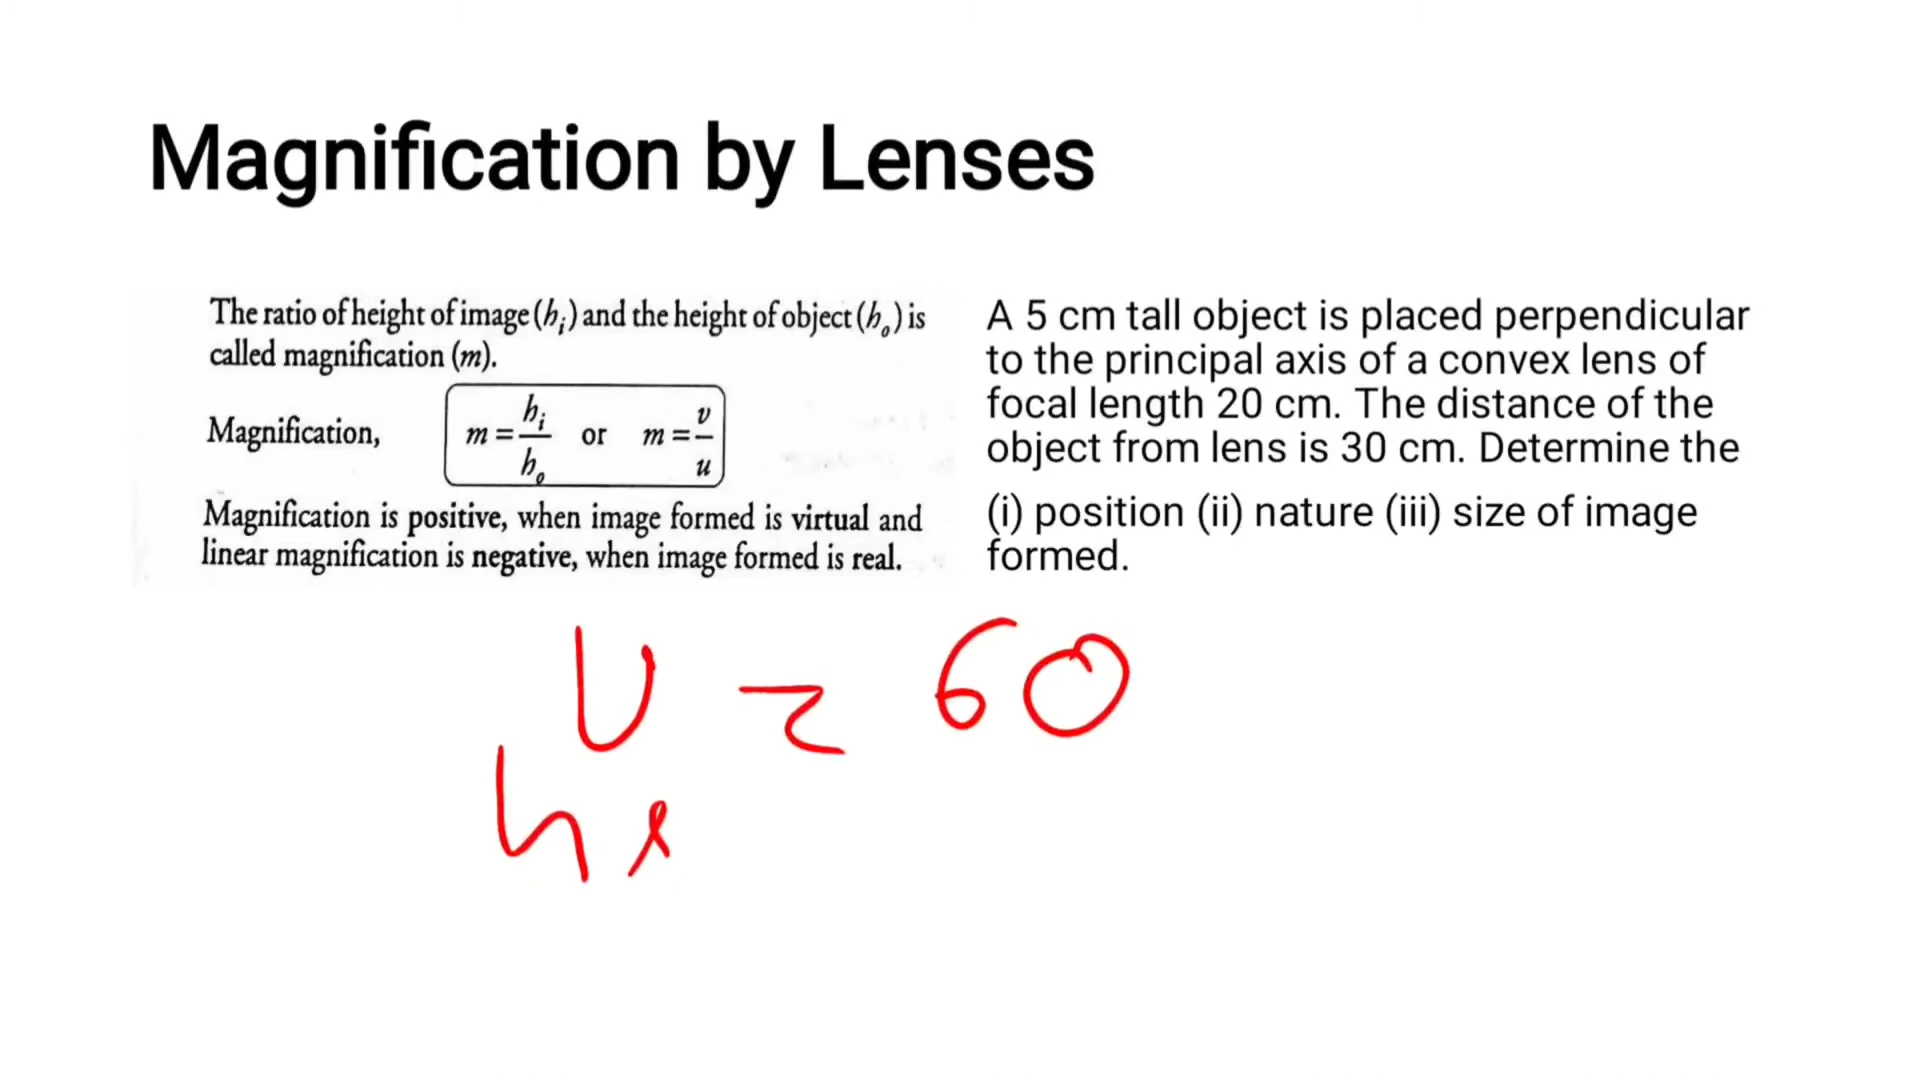 Magnification by Lenses
The ratio of height of image (hᵢ) and the height of object (hₒ) is
called magnification (m).
Magnification, m = hᵢ/hₒ or m = v/u
Magnification is positive, when image formed is virtual and
linear magnification is negative, when image formed is real.
A 5 cm tall object is placed perpendicular
to the principal axis of a convex lens of
focal length 20 cm. The distance of the
object from lens is 30 cm. Determine the
(i) position (ii) nature (iii) size of image
formed.
v = 60
h